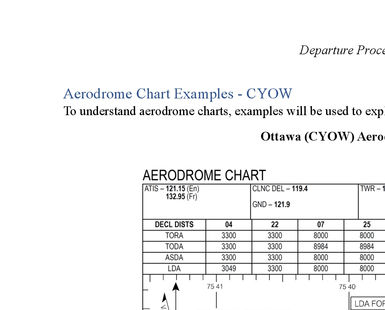 Departure Proce
Aerodrome Chart Examples - CYOW
To understand aerodrome charts, examples will be used to exp
Ottawa (CYOW) Aero
AERODROME CHART
ATIS – 121.15 (En) CLNC DEL – 119.4 TWR – 1
132.95 (Fr)
GND – 121.9
DECL DISTS 04 22 07 25
TORA 3300 3300 8000 8000
TODA 3300 3300 8984 8984
ASDA 3300 3300 8000 8000
LDA 3049 3300 8000 8000
75 41 75 40
LDA FOR